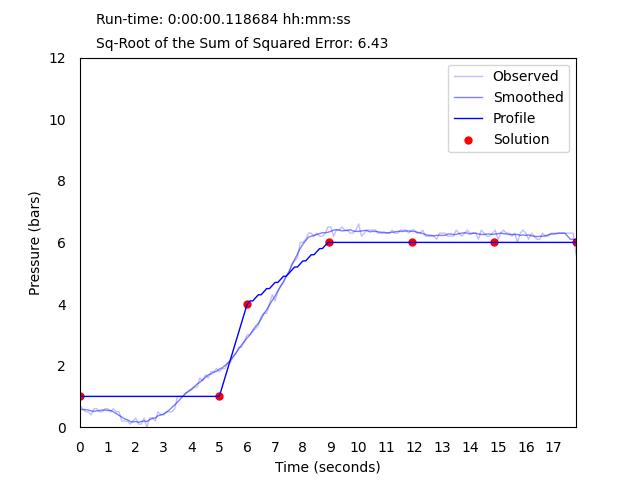 Run-time: 0:00:00.118684 hh:mm:ss
Sq-Root of the Sum of Squared Error: 6.43
Observed
Smoothed
Profile
Solution
12
10
8
6
4
2
0
Pressure (bars)
0 1 2 3 4 5 6 7 8 9 10 11 12 13 14 15 16 17
Time (seconds)